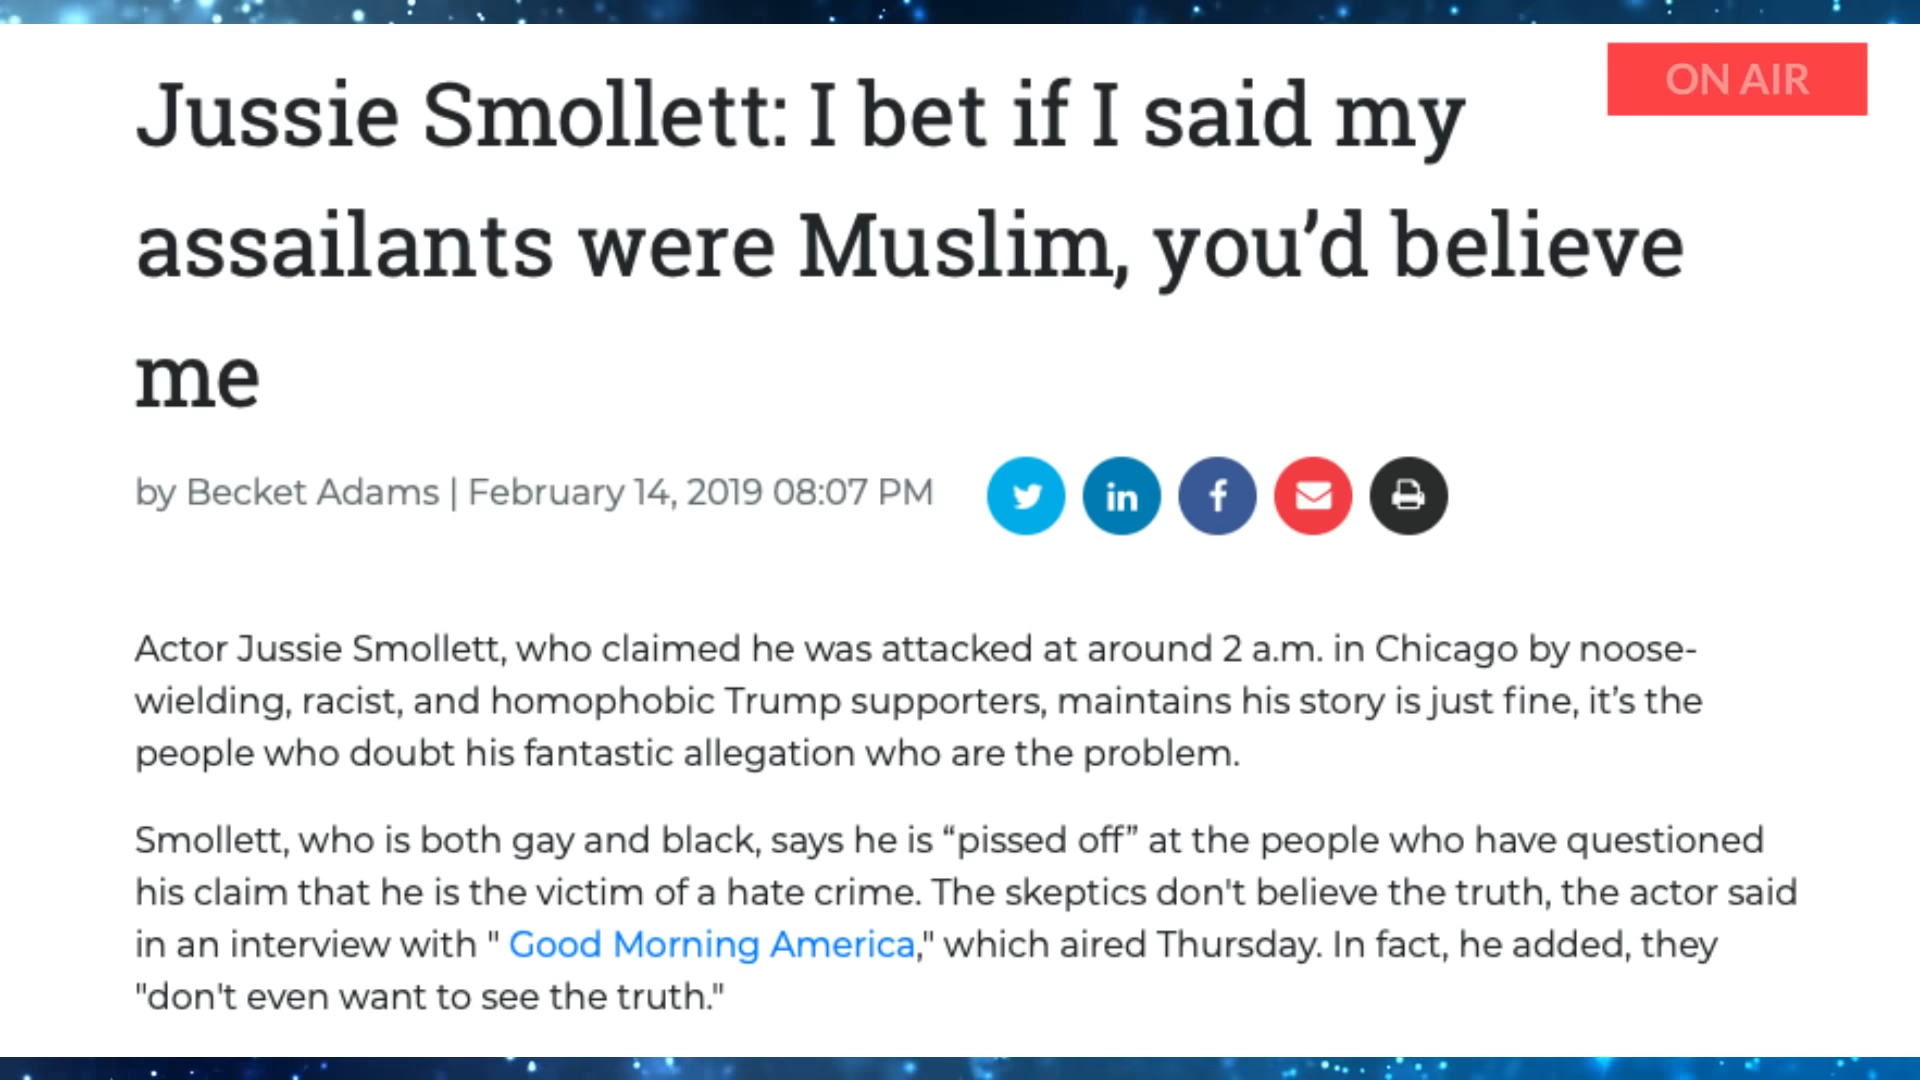 ON AIR
Jussie Smollett: I bet if I said my
assailants were Muslim, you’d believe
me
by Becket Adams | February 14, 2019 08:07 PM
in
f
Actor Jussie Smollett, who claimed he was attacked at around 2 a.m. in Chicago by noose-
wielding, racist, and homophobic Trump supporters, maintains his story is just fine, it’s the
people who doubt his fantastic allegation who are the problem.
Smollett, who is both gay and black, says he is “pissed off” at the people who have questioned
his claim that he is the victim of a hate crime. The skeptics don't believe the truth, the actor said
in an interview with " Good Morning America," which aired Thursday. In fact, he added, they
"don't even want to see the truth."